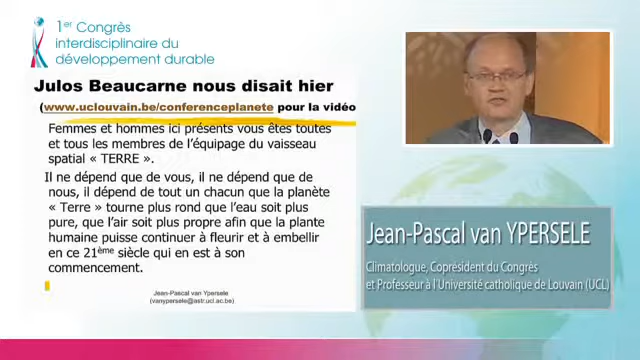 1er Congrès
interdisciplinaire du
développement durable
Julos Beaucarne nous disait hier
(www.uclouvain.be/conferenceplanete pour la vidéo
Femmes et hommes ici présents vous êtes toutes
et tous les membres de l'équipage du vaisseau
spatial « TERRE ».
Il ne dépend que de vous, il ne dépend que de
nous, il dépend de tout un chacun que la planète
« Terre » tourne plus rond que l'eau soit plus
pure, que l'air soit plus propre afin que la plante
humaine puisse continuer à fleurir et à embellir
en ce 21ème siècle qui en est à son
commencement.
Jean-Pascal van Ypersele
(vanypersele@astr.ucl.ac.be)
Jean-Pascal van YPERSELE
Climatologue, Coprésident du Congrès
et Professeur à l'Université catholique de Louvain (UCL)